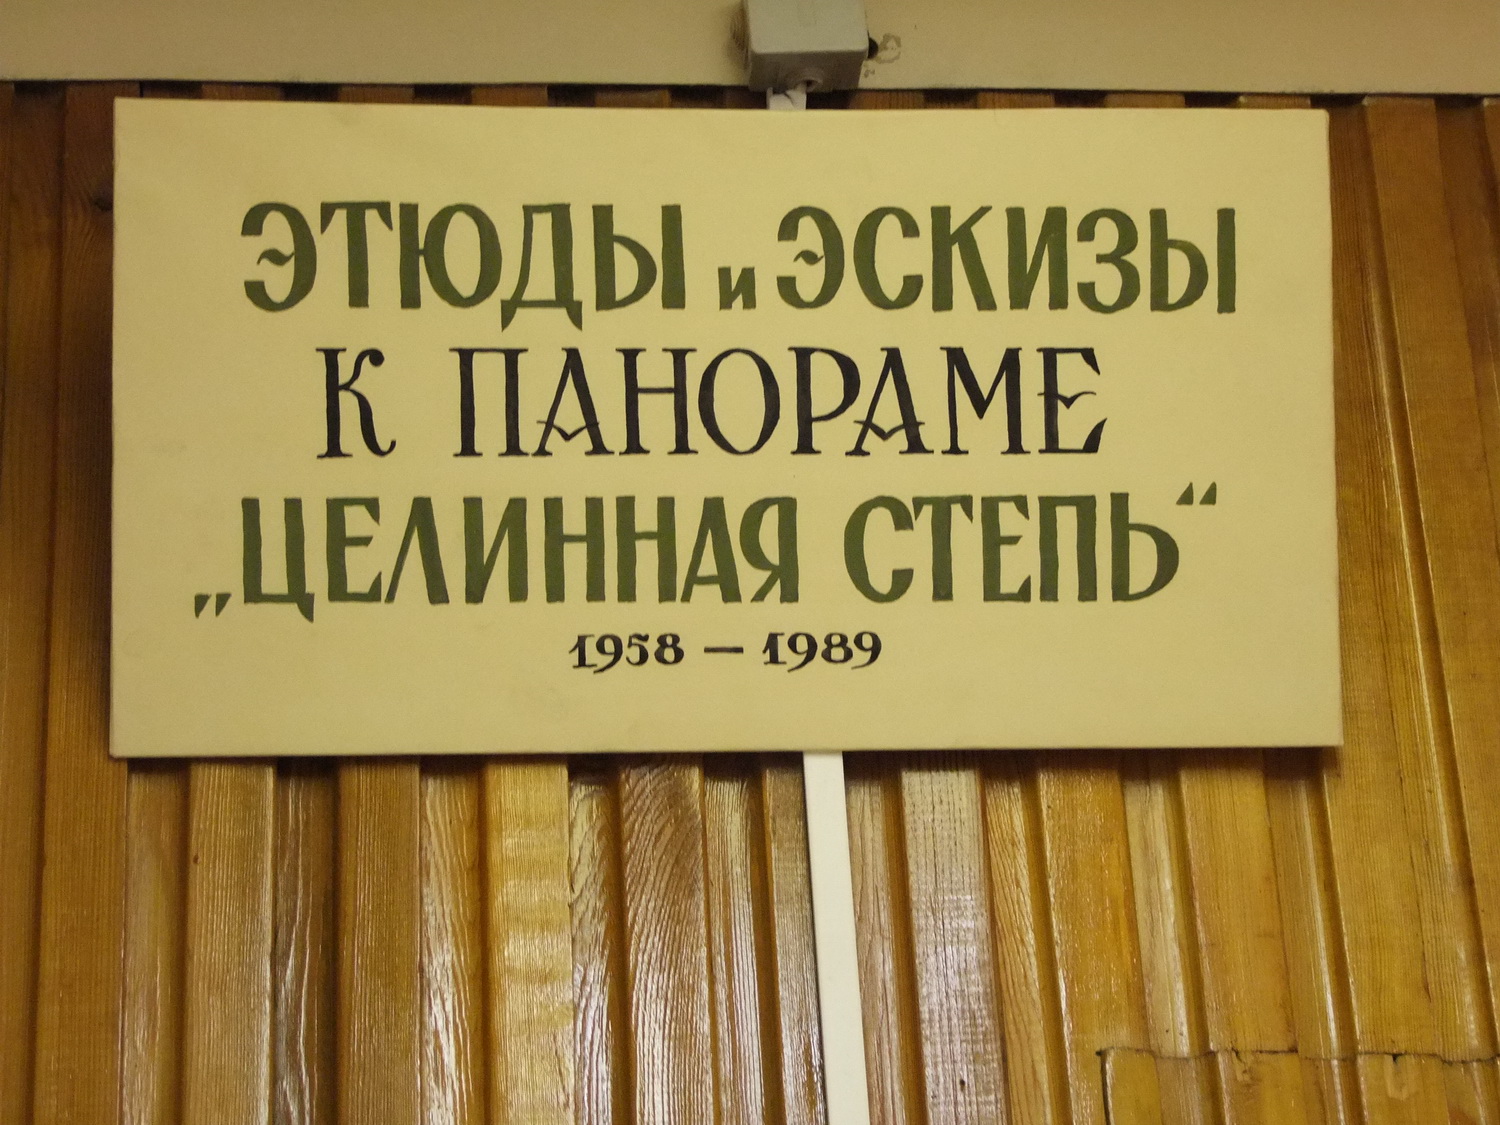 ЭТЮДЫ и ЭСКИЗЫ
К ПАНОРАМЕ
„ЦЕЛИННАЯ СТЕПЬ“
1958 — 1989